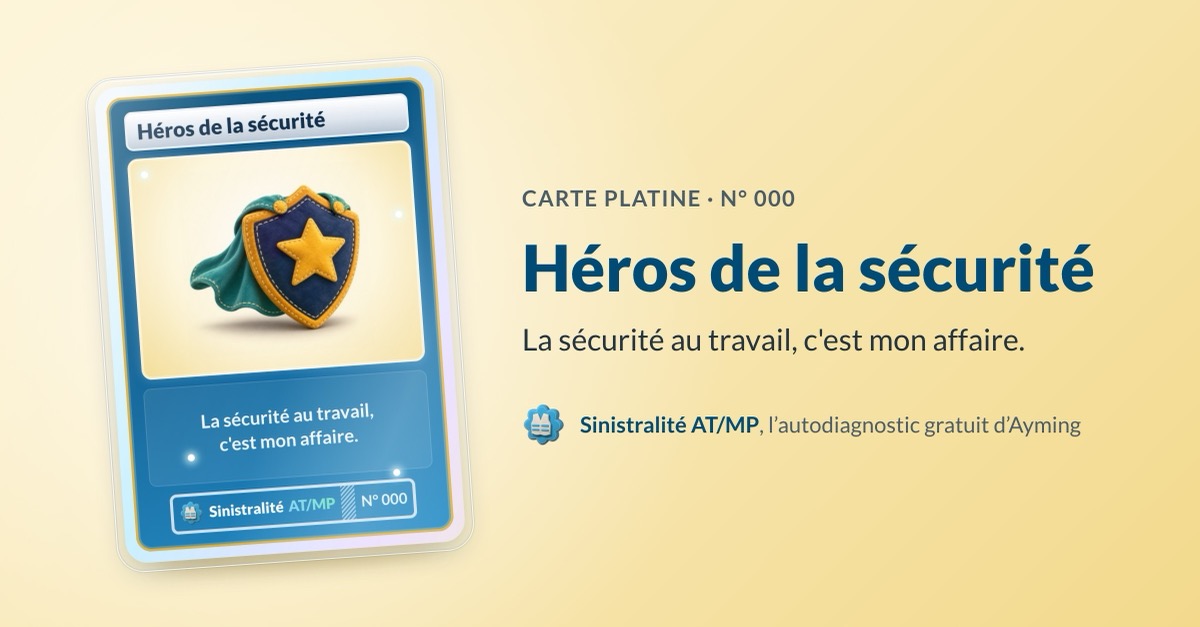 Héros de la sécurité
La sécurité au travail,
c'est mon affaire.
Sinistralité AT/MP N° 000
CARTE PLATINE · N° 000
Héros de la sécurité
La sécurité au travail, c'est mon affaire.
Sinistralité AT/MP, l’autodiagnostic gratuit d’Ayming